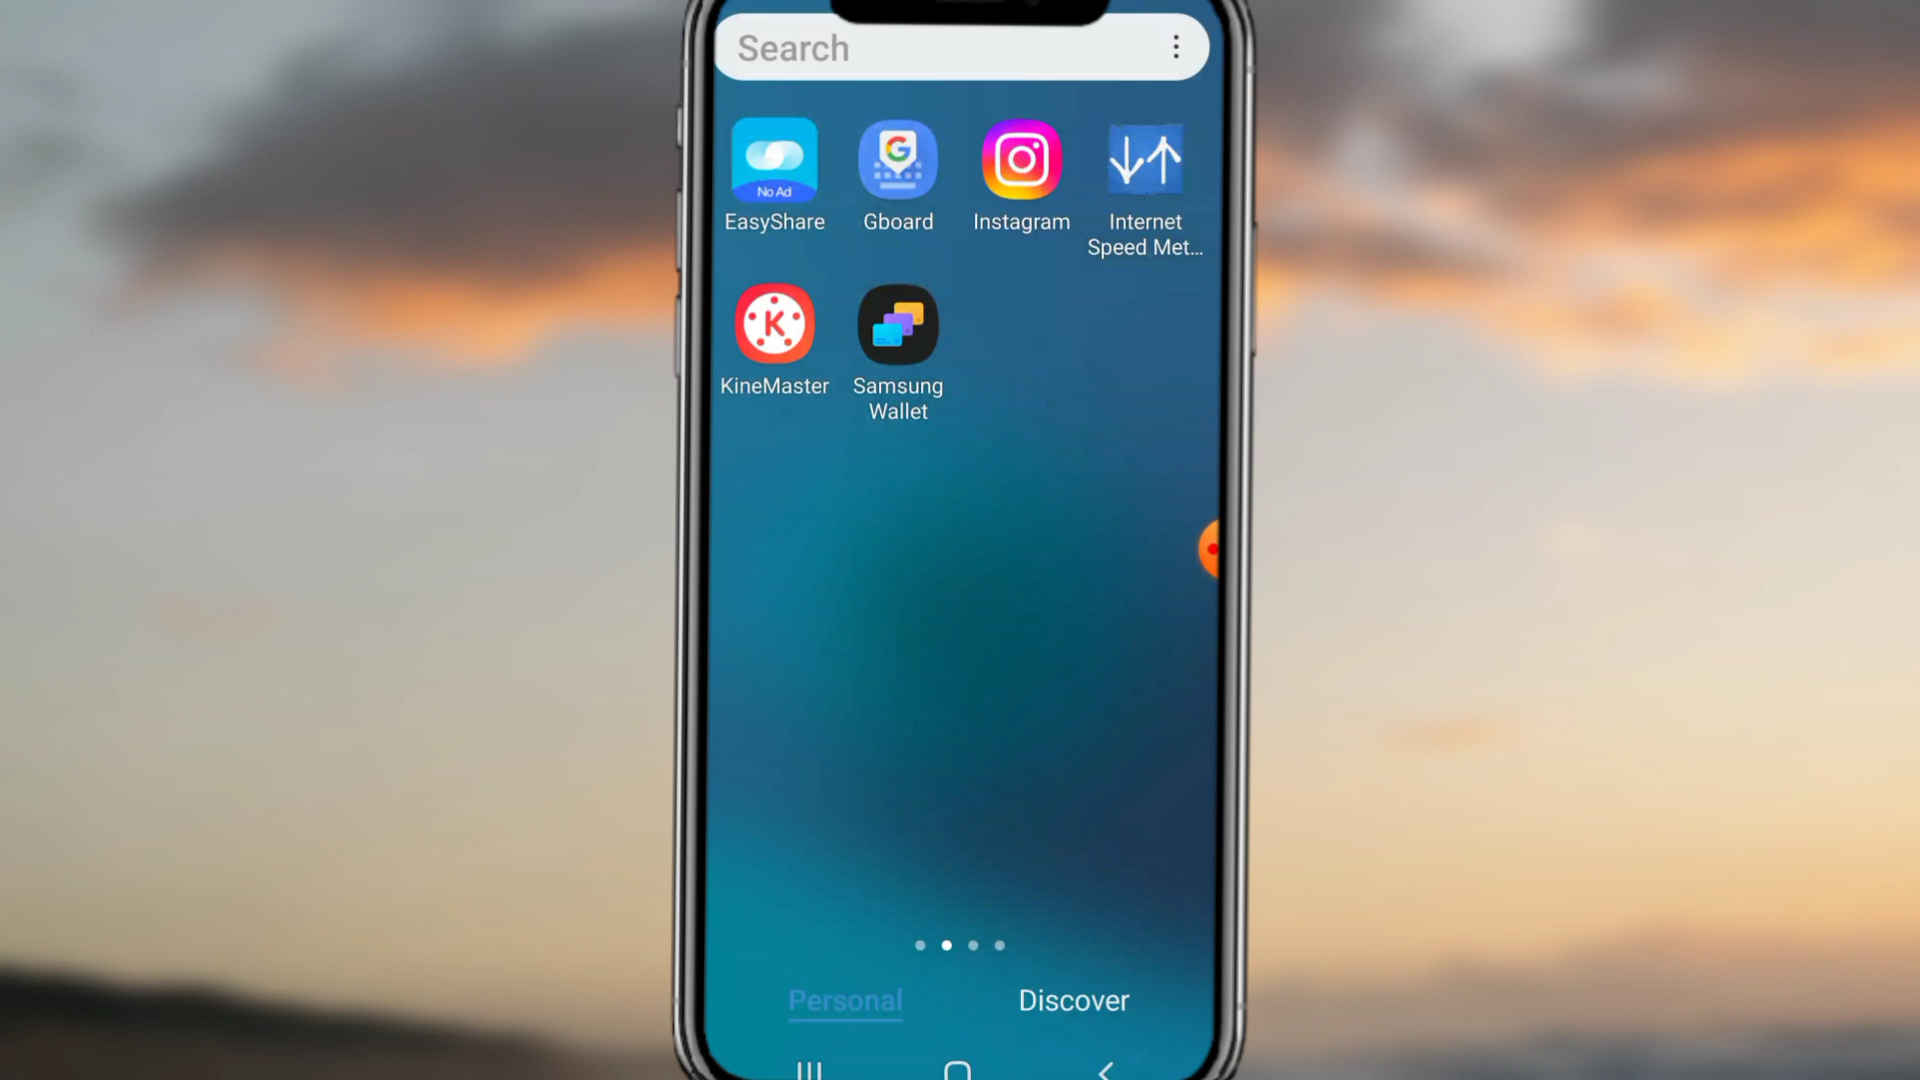 Search
No Ad
EasyShare
Gboard
Instagram
Internet
Speed Met...
KineMaster
Samsung
Wallet
Personal
Discover